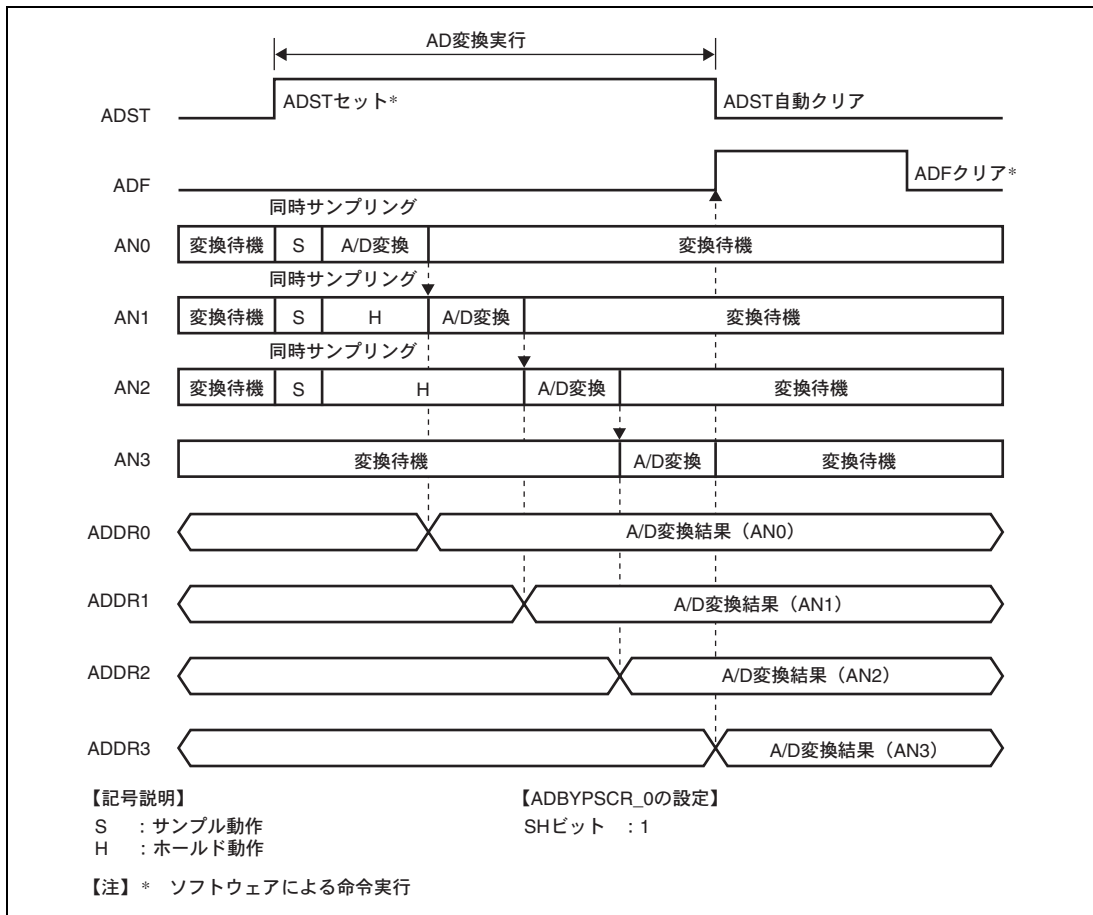 AD変換実行
ADST
ADSTセット*
ADST自動クリア
ADF
ADFクリア*
同時サンプリング
AN0 変換待機 S A/D変換 変換待機
同時サンプリング
AN1 変換待機 S H A/D変換 変換待機
同時サンプリング
AN2 変換待機 S H A/D変換 変換待機
AN3 変換待機 A/D変換 変換待機
ADDR0 A/D変換結果（AN0）
ADDR1 A/D変換結果（AN1）
ADDR2 A/D変換結果（AN2）
ADDR3 A/D変換結果（AN3）
【記号説明】
S ：サンプル動作
H ：ホールド動作
【ADBYPSCR_0の設定】
SHビット ：1
【注】* ソフトウェアによる命令実行